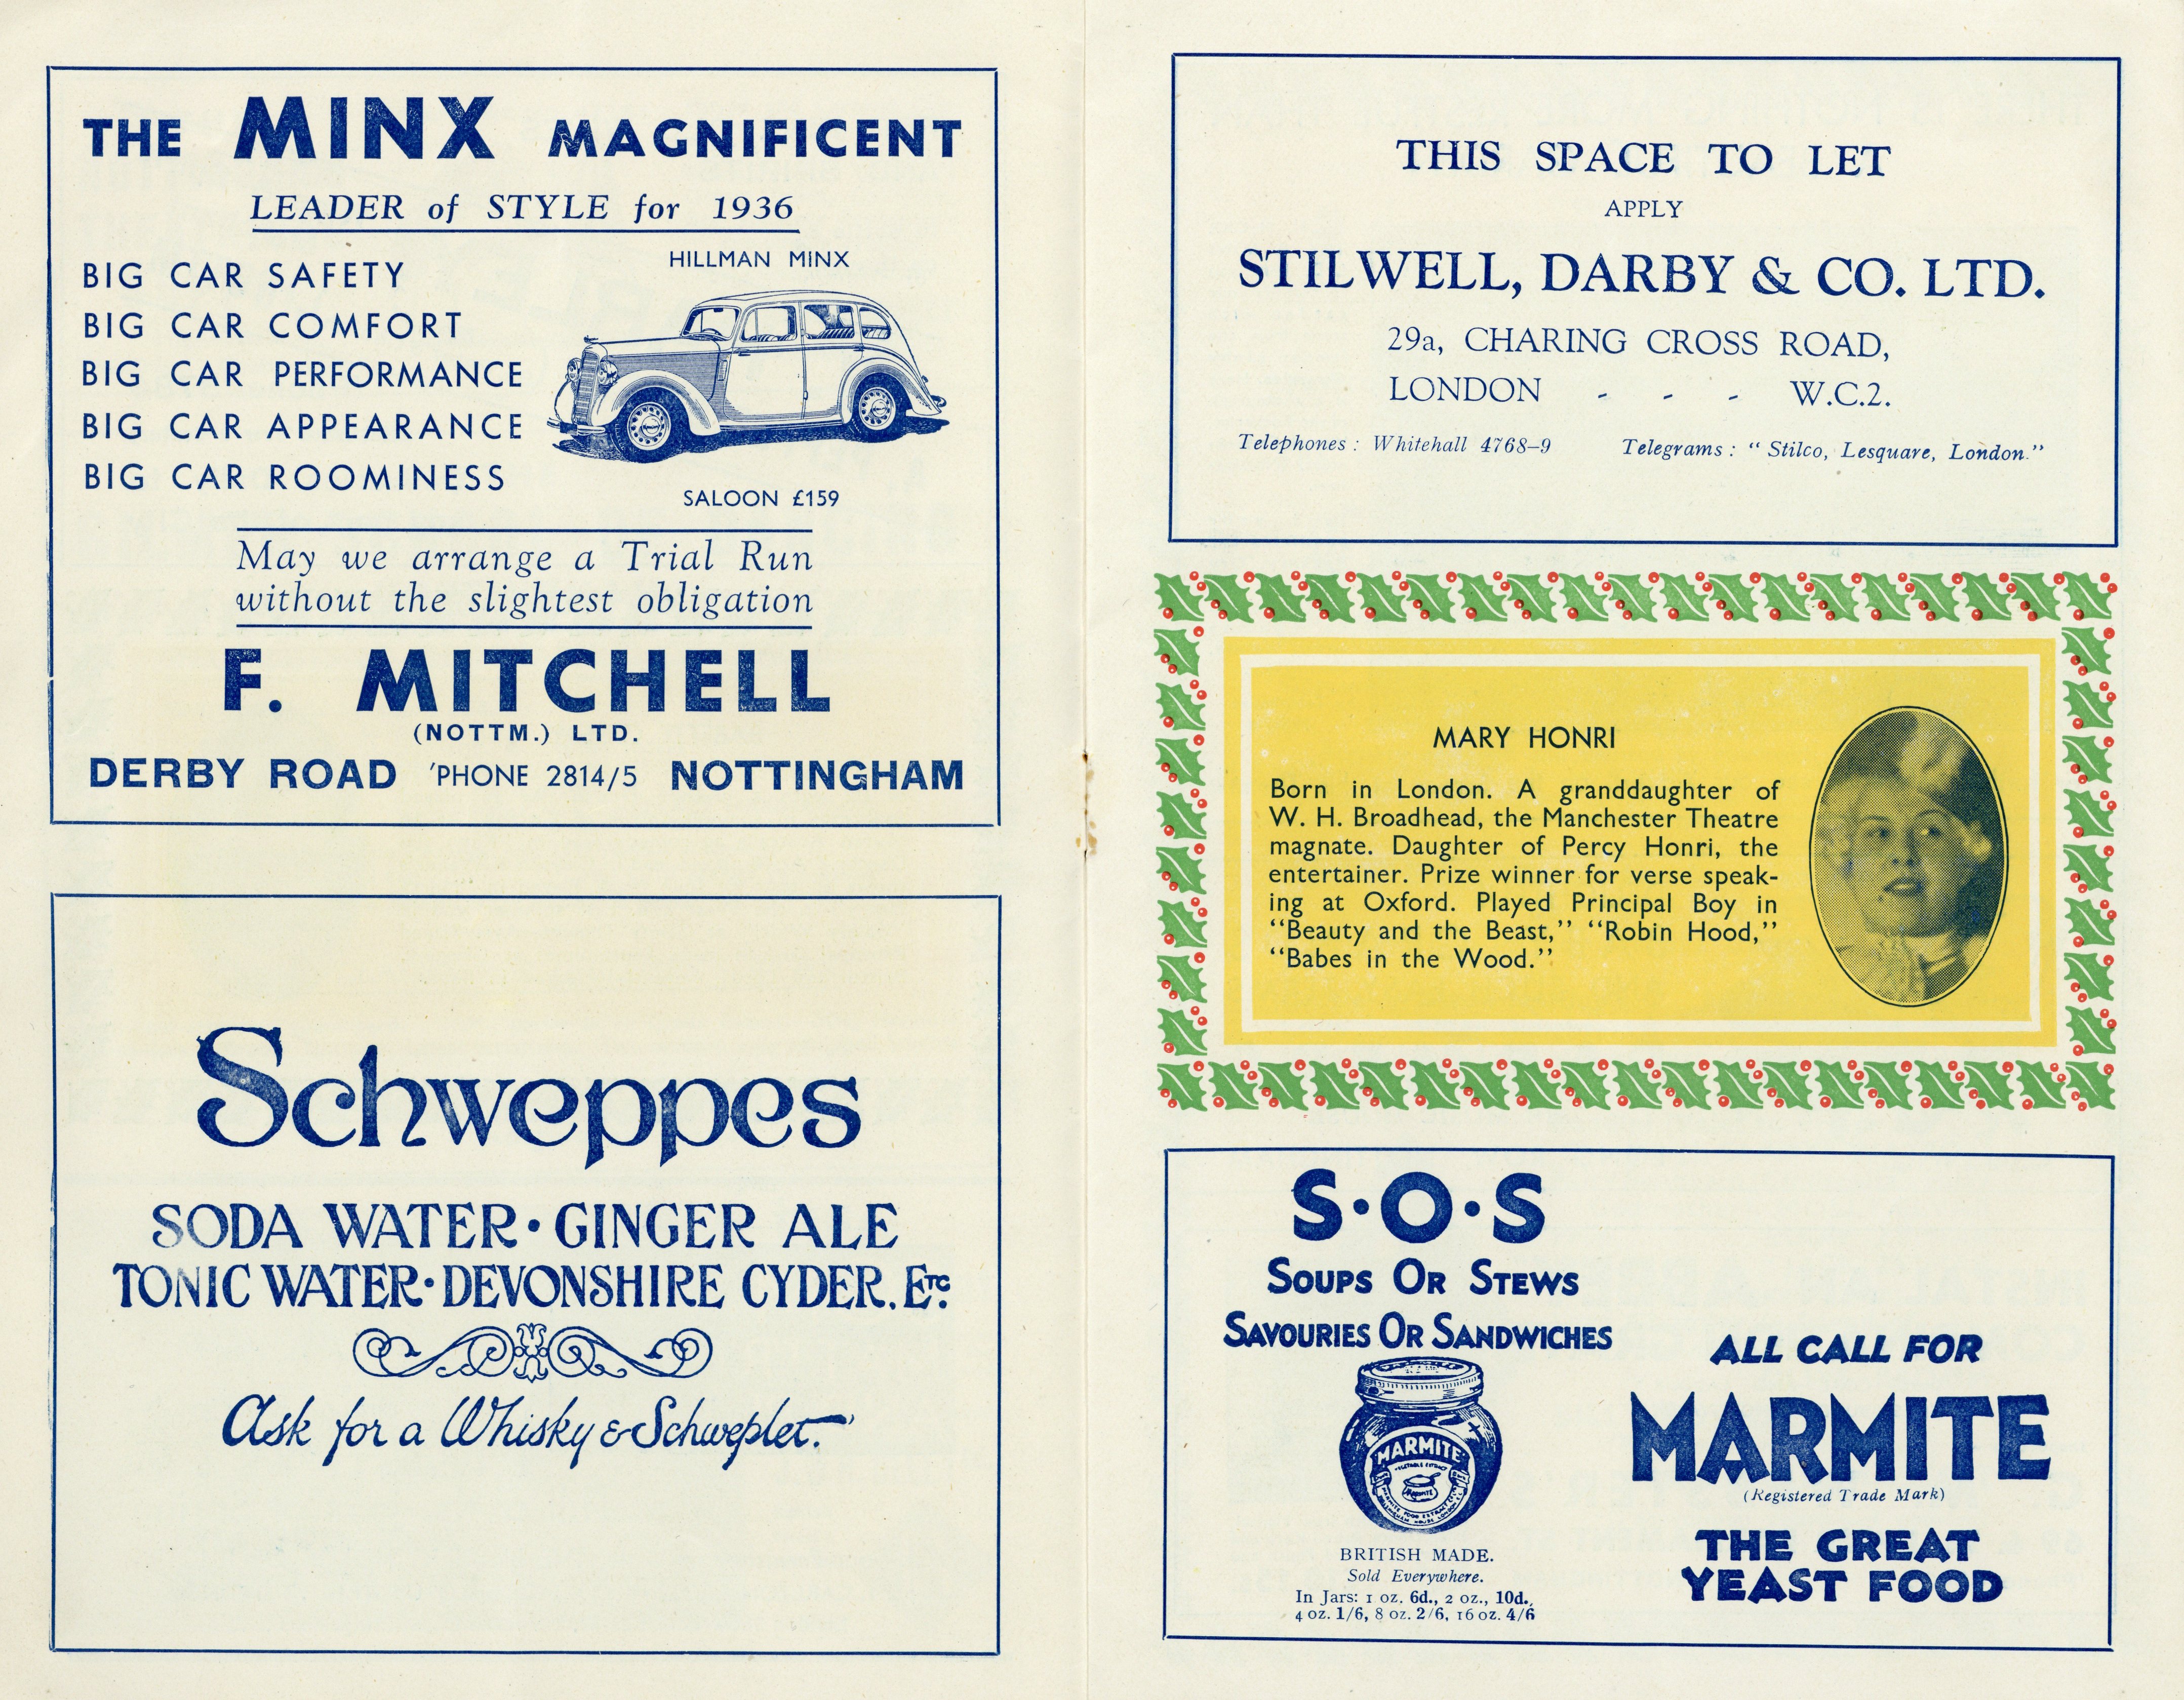 THE MINX MAGNIFICENT
LEADER of STYLE for 1936
BIG CAR SAFETY
BIG CAR COMFORT
BIG CAR PERFORMANCE
BIG CAR APPEARANCE
BIG CAR ROOMINESS
HILLMAN MINX
SALOON £159
May we arrange a Trial Run
without the slightest obligation
F. MITCHELL
(NOTTM.) LTD.
DERBY ROAD 'PHONE 2814/5 NOTTINGHAM
Schweppes
SODA WATER • GINGER ALE
TONIC WATER • DEVONSHIRE CYDER, ETC.
Ask for a Whisky & Schweplet.
THIS SPACE TO LET
APPLY
STILWELL, DARBY & CO. LTD.
29a, CHARING CROSS ROAD,
LONDON - - - W.C.2.
Telephones : Whitehall 4768–9 Telegrams : “ Stilco, Lesquare, London.”
MARY HONRI
Born in London. A granddaughter of
W. H. Broadhead, the Manchester Theatre
magnate. Daughter of Percy Honri, the
entertainer. Prize winner for verse speak-
ing at Oxford. Played Principal Boy in
“Beauty and the Beast,” “Robin Hood,”
“Babes in the Wood.”
S·O·S
SOUPS OR STEWS
SAVOURIES OR SANDWICHES
MARMITE
VEGETABLE EXTRACT
MARMITE
BRITISH MADE.
Sold Everywhere.
In Jars: 1 oz. 6d., 2 oz., 10d.,
4 oz. 1/6, 8 oz. 2/6, 16 oz. 4/6
ALL CALL FOR
MARMITE
(Registered Trade Mark)
THE GREAT
YEAST FOOD